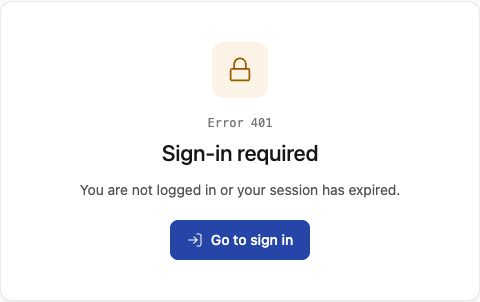 Error 401
Sign-in required
You are not logged in or your session has expired.
Go to sign in